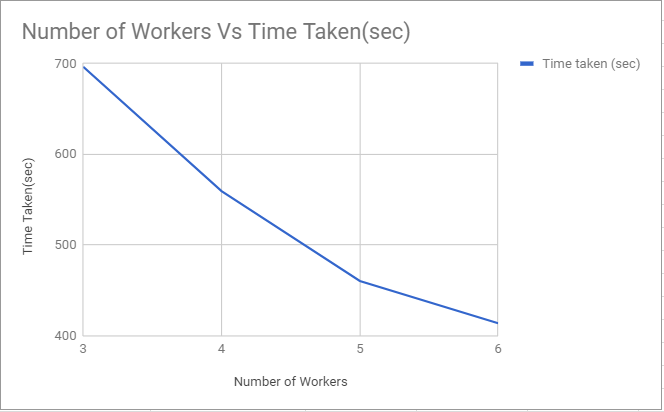 Number of Workers Vs Time Taken(sec)
Time taken (sec)
Time Taken(sec)
700
600
500
400
3 4 5 6
Number of Workers